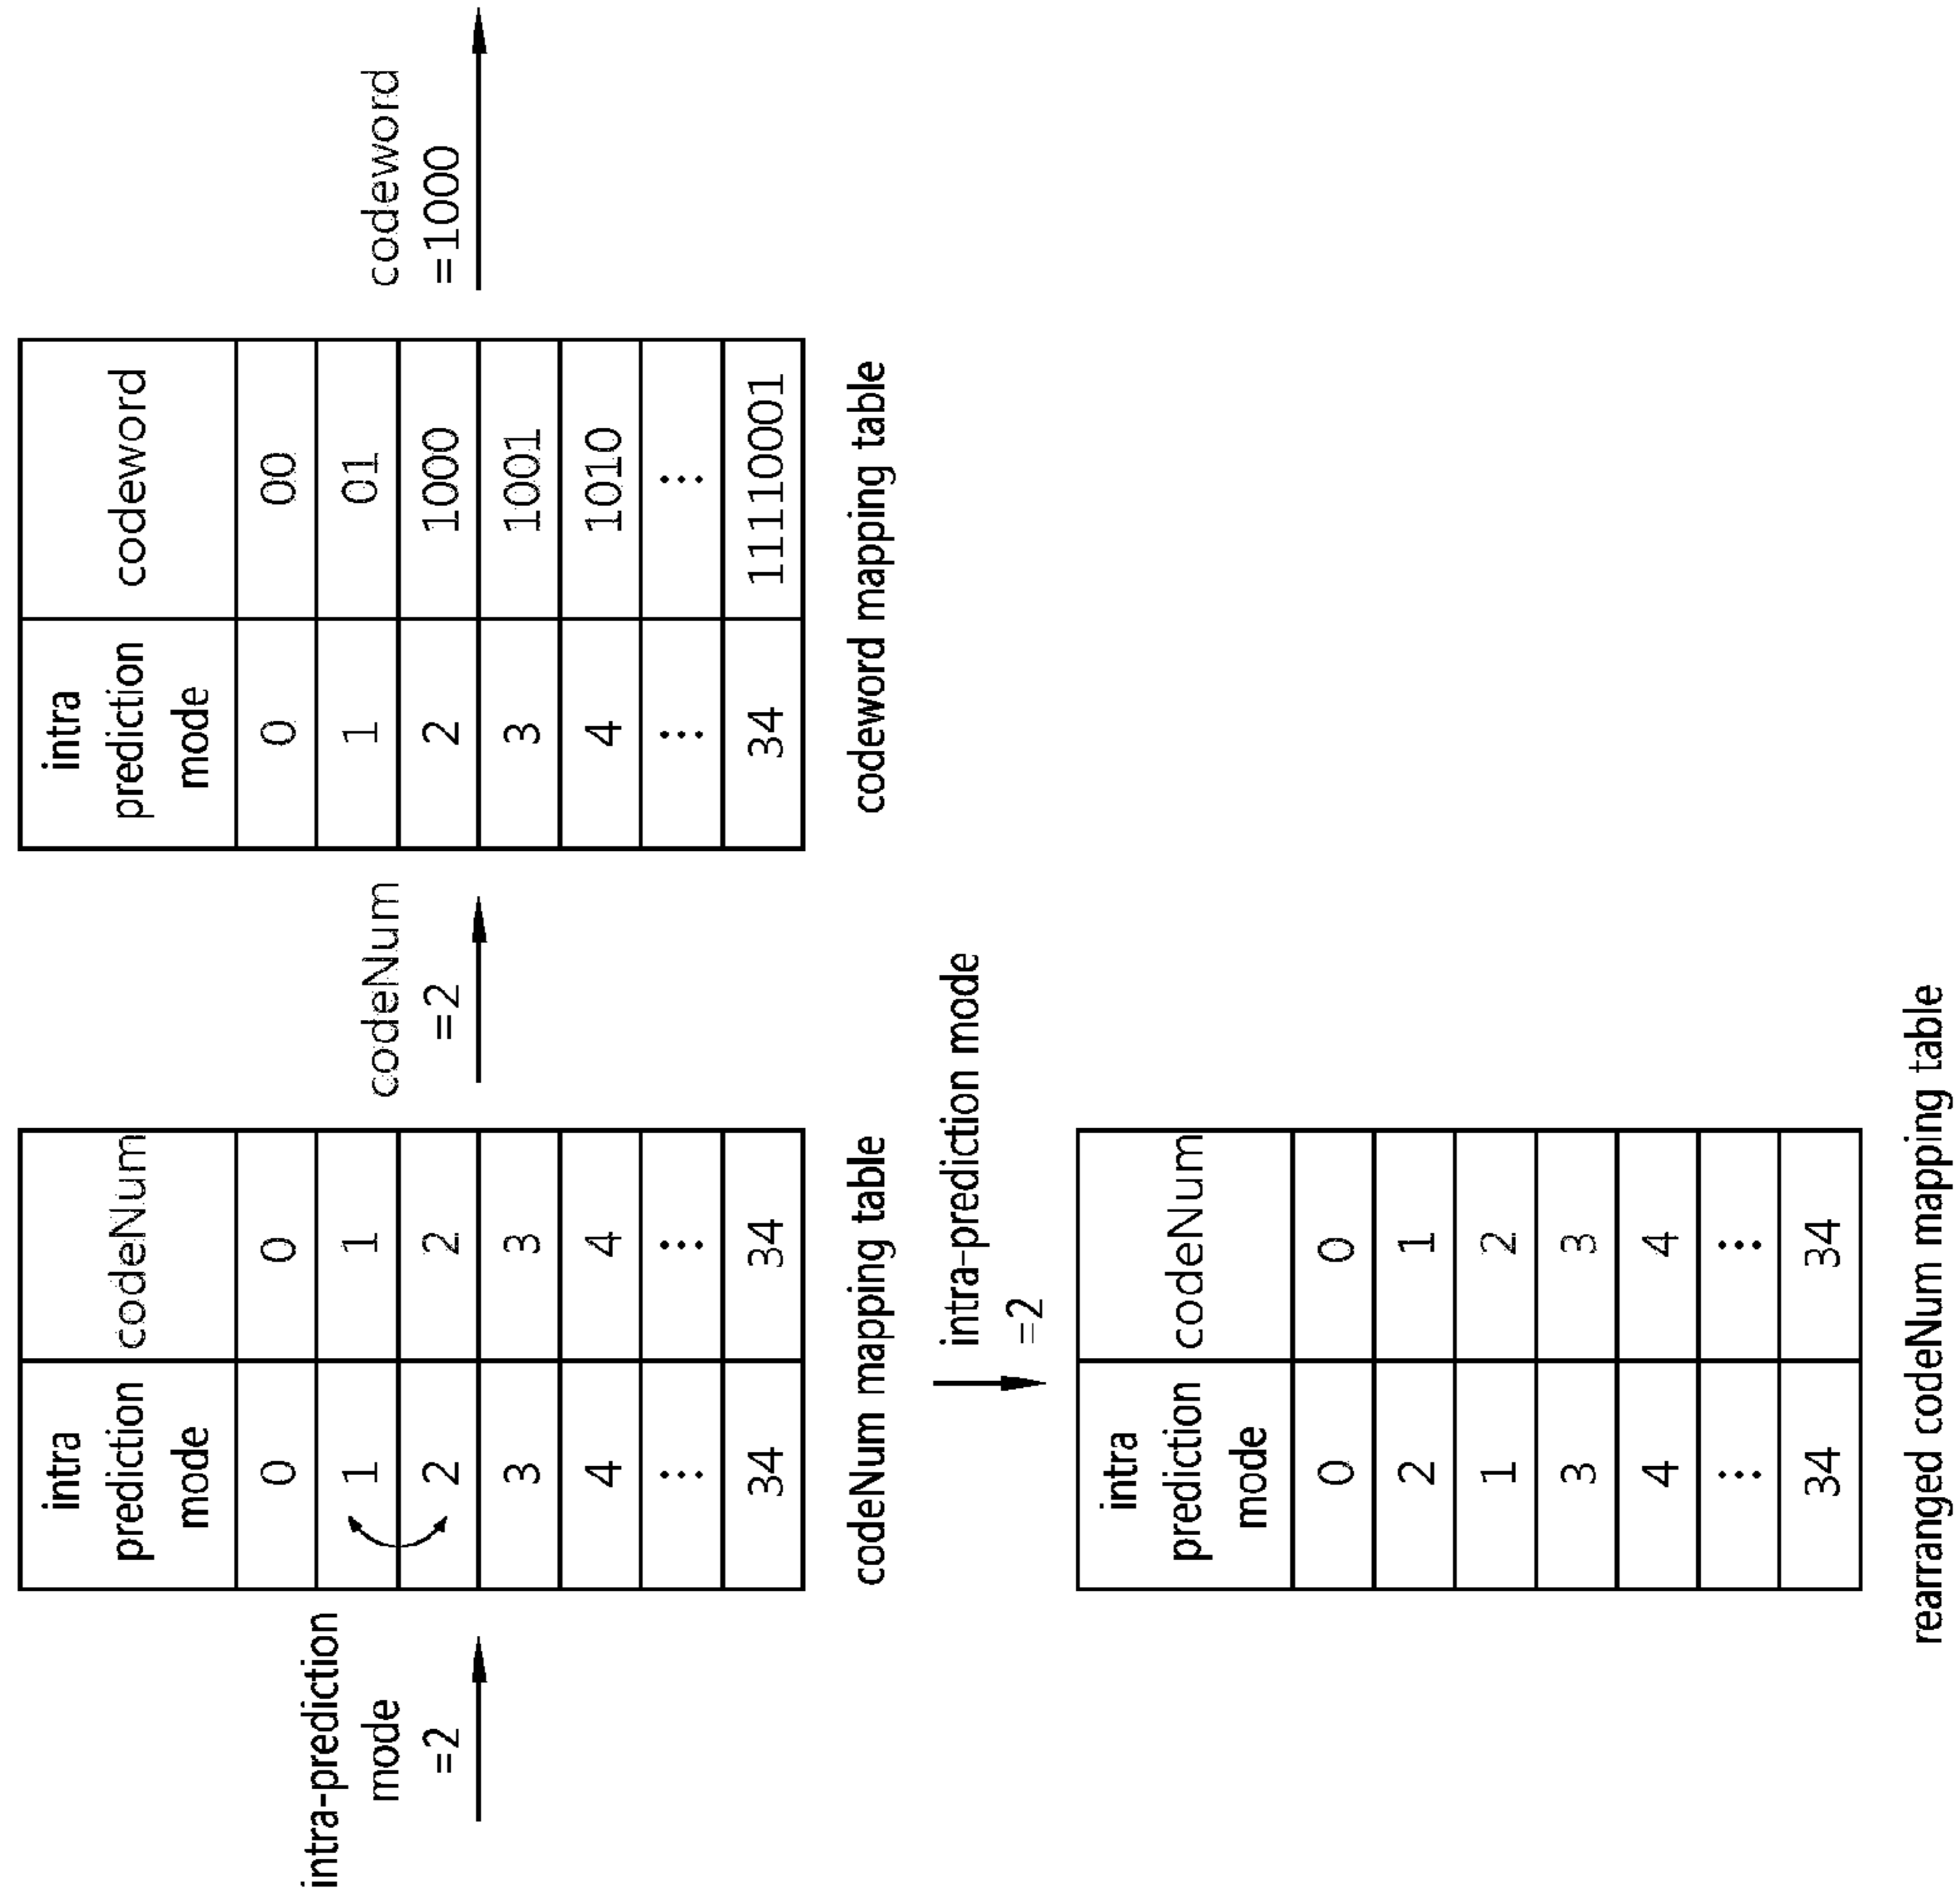 intra-prediction
mode
=2
intra
prediction
mode codeNum
0 0
1 1
2 2
3 3
4 4
⋮ ⋮
34 34
codeNum mapping table
codeNum
=2
intra
prediction
mode codeword
0 00
1 01
2 1000
3 1001
4 1010
⋮ ⋮
34 11110001
codeword mapping table
codeword
=1000
intra-prediction mode
=2
intra
prediction
mode codeNum
0 0
2 1
1 2
3 3
4 4
⋮ ⋮
34 34
rearranged codeNum mapping table